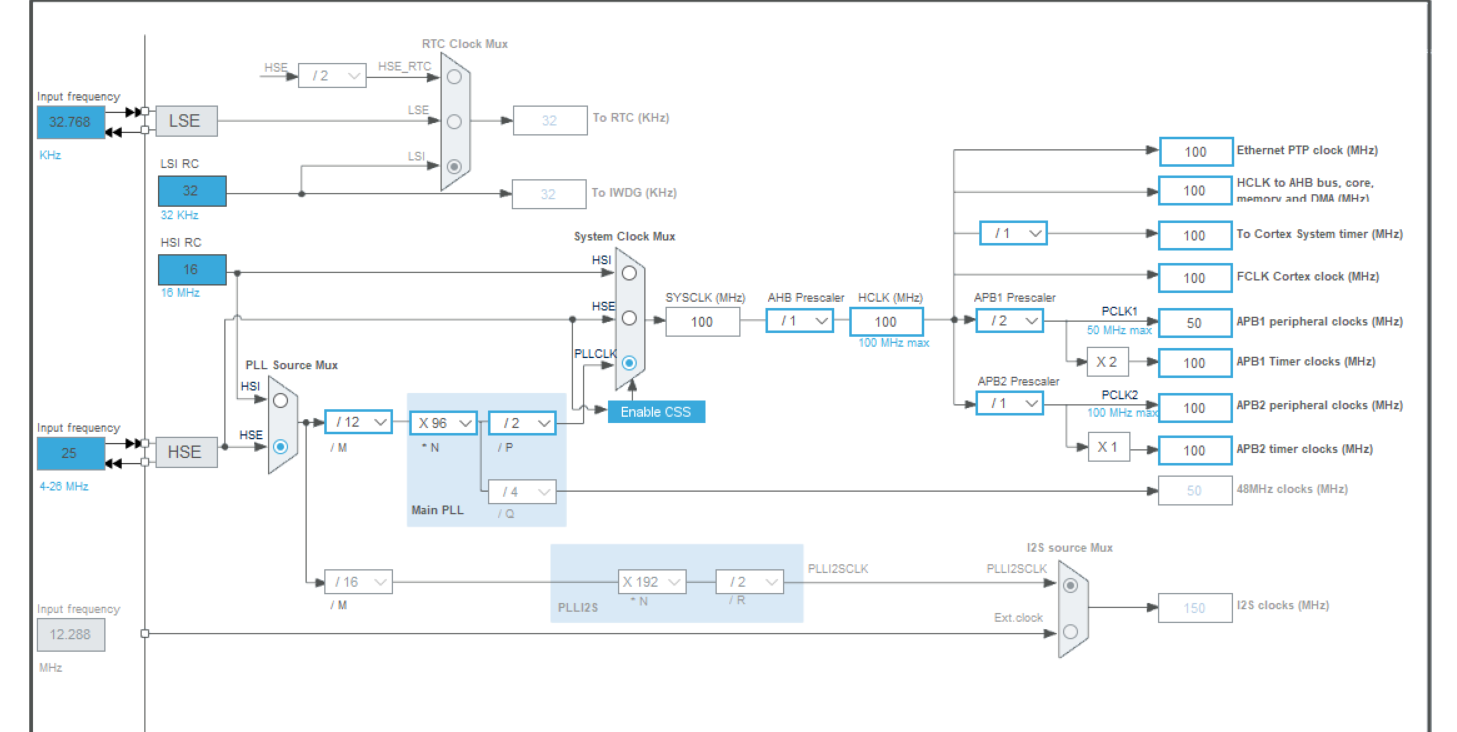 RTC Clock Mux
HSE
/ 2
HSE_RTC
Input frequency
32.768
KHz
LSE
LSE
32
To RTC (KHz)
LSI RC
32
32 KHz
LSI
32
To IWDG (KHz)
HSI RC
16
16 MHz
System Clock Mux
HSI
HSE
PLLCLK
SYSCLK (MHz)
100
AHB Prescaler
/ 1
HCLK (MHz)
100
100 MHz max
Enable CSS
100
Ethernet PTP clock (MHz)
100
HCLK to AHB bus, core,
memory and DMA (MHz)
/ 1
100
To Cortex System timer (MHz)
100
FCLK Cortex clock (MHz)
APB1 Prescaler
/ 2
PCLK1
50 MHz max
50
APB1 peripheral clocks (MHz)
X 2
100
APB1 Timer clocks (MHz)
APB2 Prescaler
/ 1
PCLK2
100 MHz max
100
APB2 peripheral clocks (MHz)
X 1
100
APB2 timer clocks (MHz)
50
48MHz clocks (MHz)
PLL Source Mux
HSI
HSE
Input frequency
25
4-26 MHz
HSE
/ 12
/ M
X 96
* N
/ 2
/ P
/ 4
/ Q
Main PLL
/ 16
/ M
PLLI2S
X 192
* N
/ 2
/ R
PLLI2SCLK
I2S source Mux
PLLI2SCLK
Ext.clock
150
I2S clocks (MHz)
Input frequency
12.288
MHz